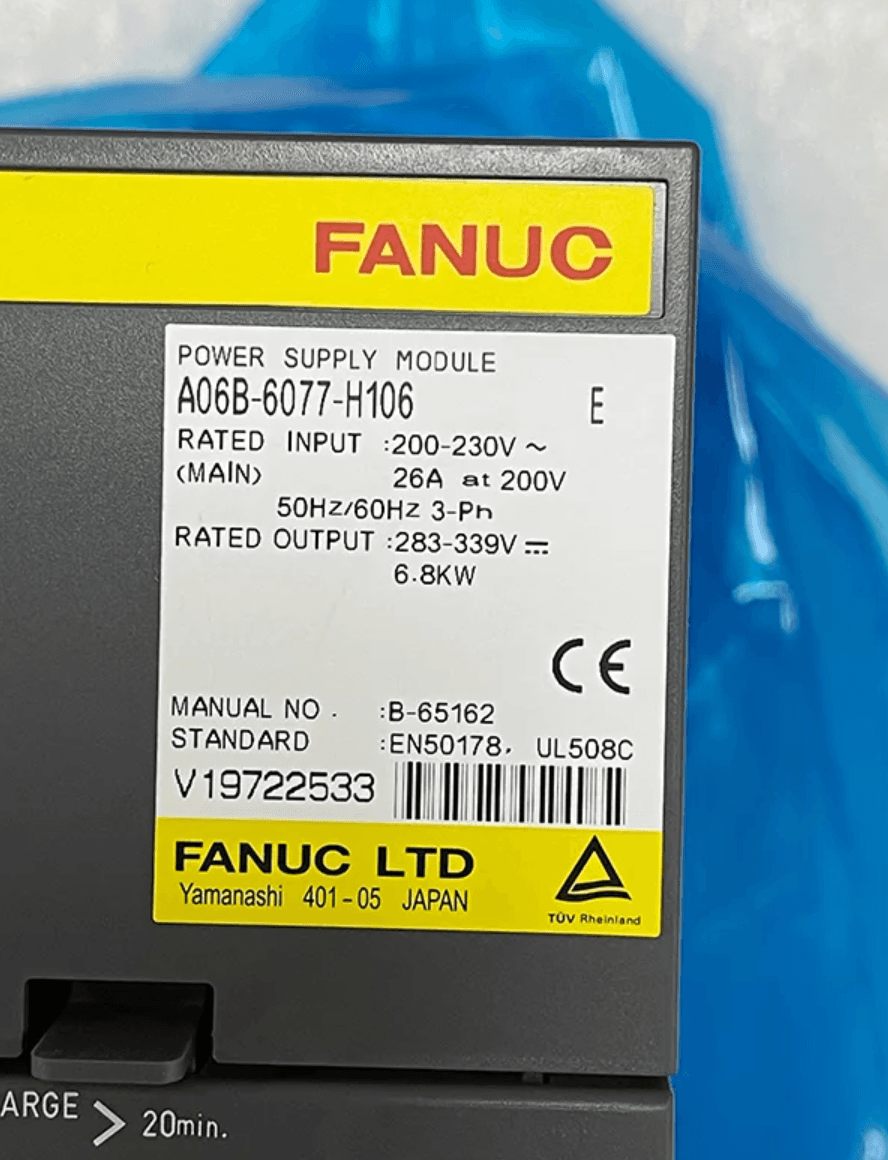 FANUC
POWER SUPPLY MODULE
A06B-6077-H106 E
RATED INPUT :200-230V ~
(MAIN) 26A at 200V
50Hz/60Hz 3-Ph
RATED OUTPUT :283-339V ⎓
6.8KW
CE
MANUAL NO. :B-65162
STANDARD :EN50178, UL508C
V19722533
FANUC LTD
Yamanashi 401-05 JAPAN
TÜV Rheinland
ARGE > 20min.